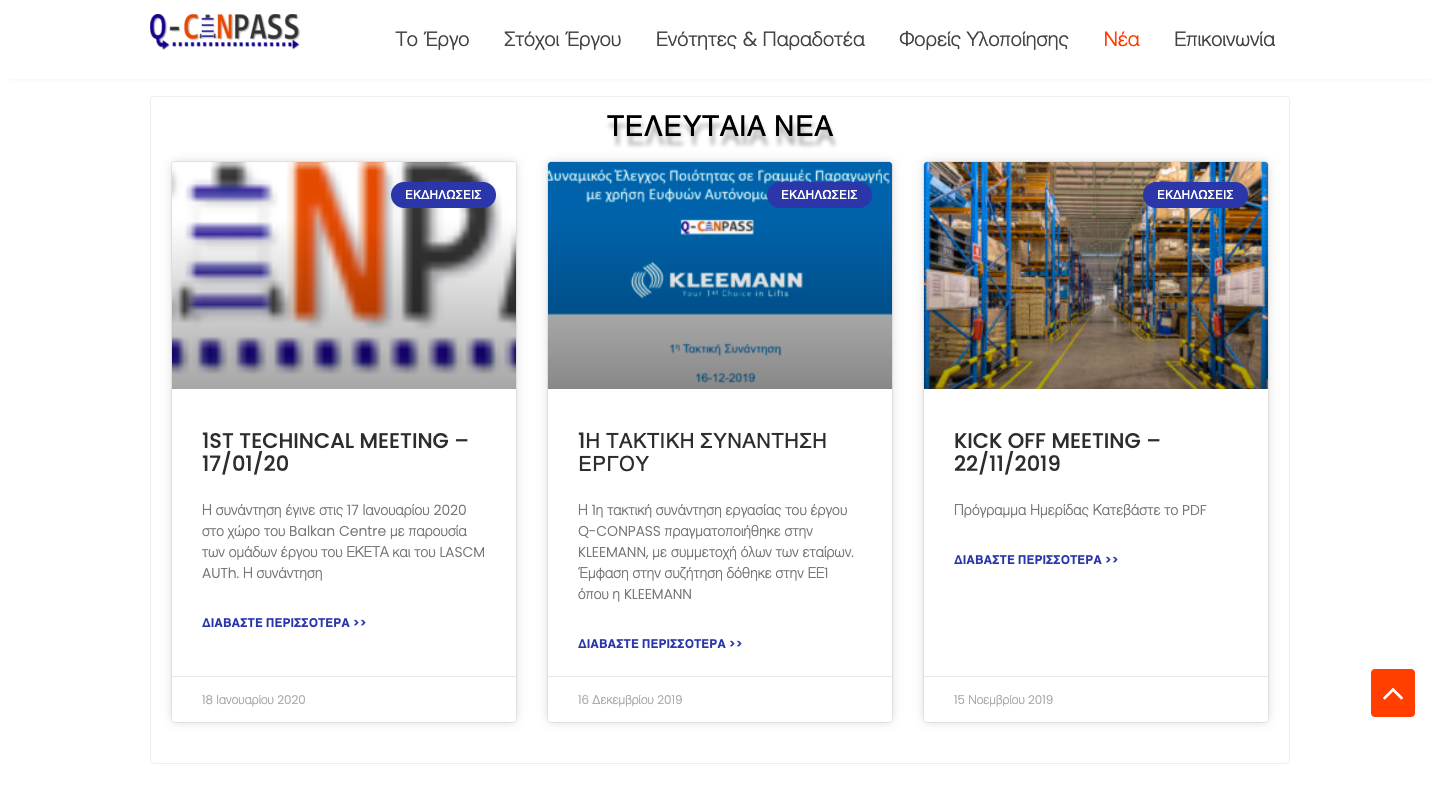 Q-CONPASS
Το Έργο Στόχοι Έργου Ενότητες & Παραδοτέα Φορείς Υλοποίησης Νέα Επικοινωνία
ΤΕΛΕΥΤΑΙΑ ΝΕΑ
ΕΚΔΗΛΩΣΕΙΣ
1ST TECHINCAL MEETING –
17/01/20
Η συνάντηση έγινε στις 17 Ιανουαρίου 2020
στο χώρο του Balkan Centre με παρουσία
των ομάδων έργου του ΕΚΕΤΑ και του LASCM
AUTh. Η συνάντηση
ΔΙΑΒΑΣΤΕ ΠΕΡΙΣΣΟΤΕΡΑ >>
18 Ιανουαρίου 2020
Δυναμικός Έλεγχος Ποιότητας σε Γραμμές Παραγωγής
με χρήση Ευφυών Αυτόνομω
ΕΚΔΗΛΩΣΕΙΣ
Q-CONPASS
KLEEMANN
Your 1st Choice in Lifts
1η Τακτική Συνάντηση
16-12-2019
1Η ΤΑΚΤΙΚΗ ΣΥΝΑΝΤΗΣΗ
ΕΡΓΟΥ
Η 1η τακτική συνάντηση εργασίας του έργου
Q-CONPASS πραγματοποιήθηκε στην
KLEEMANN, με συμμετοχή όλων των εταίρων.
Έμφαση στην συζήτηση δόθηκε στην ΕΕ1
όπου η KLEEMANN
ΔΙΑΒΑΣΤΕ ΠΕΡΙΣΣΟΤΕΡΑ >>
16 Δεκεμβρίου 2019
ΕΚΔΗΛΩΣΕΙΣ
KICK OFF MEETING –
22/11/2019
Πρόγραμμα Ημερίδας Κατεβάστε το PDF
ΔΙΑΒΑΣΤΕ ΠΕΡΙΣΣΟΤΕΡΑ >>
15 Νοεμβρίου 2019